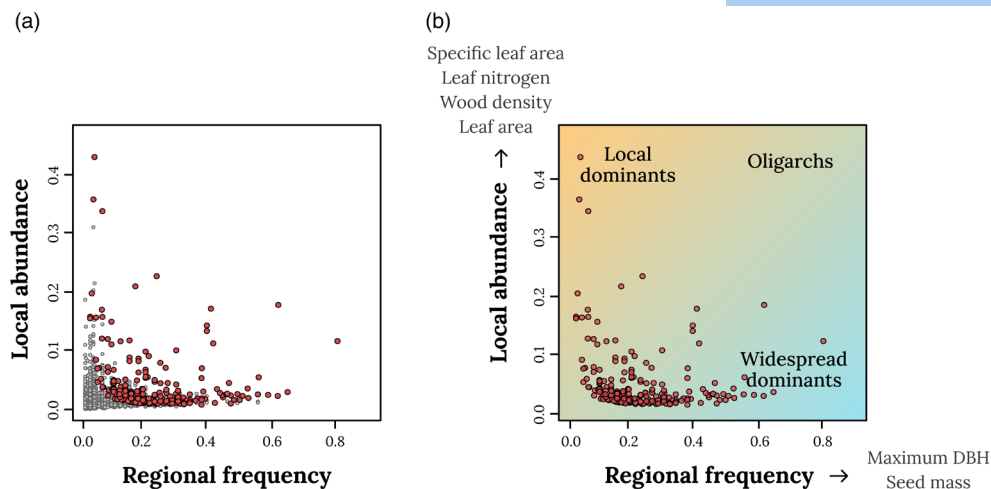 (a)
Local abundance
0.4
0.3
0.2
0.1
0.0
0.0 0.2 0.4 0.6 0.8
Regional frequency
(b)
Specific leaf area
Leaf nitrogen
Wood density
Leaf area
Local abundance →
0.4
0.3
0.2
0.1
0.0
Local
dominants
Oligarchs
Widespread
dominants
0.0 0.2 0.4 0.6 0.8
Regional frequency →
Maximum DBH
Seed mass